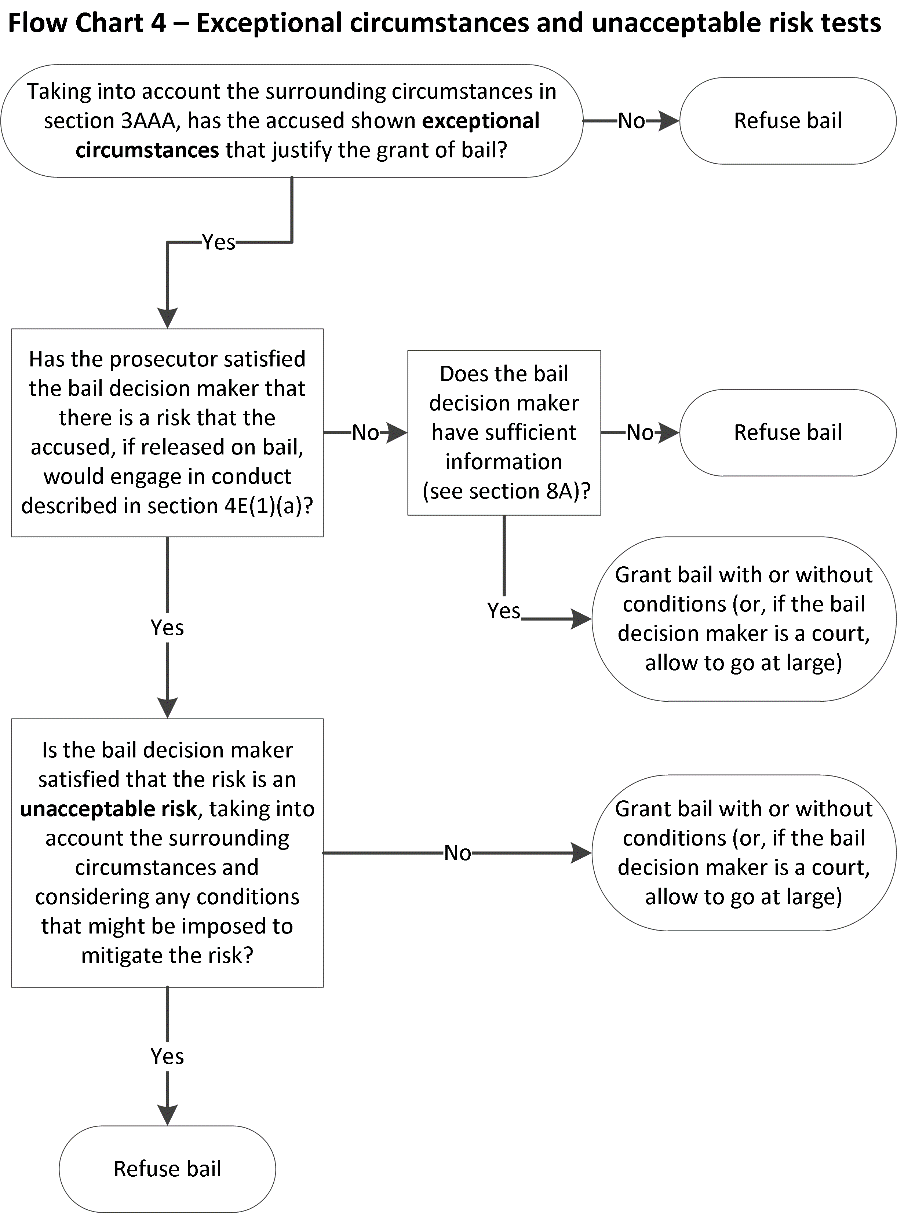 Flow Chart 4 – Exceptional circumstances and unacceptable risk tests
Taking into account the surrounding circumstances in
section 3AAA, has the accused shown exceptional
circumstances that justify the grant of bail?
No
Refuse bail
Yes
Has the prosecutor satisfied
the bail decision maker that
there is a risk that the
accused, if released on bail,
would engage in conduct
described in section 4E(1)(a)?
No
Does the bail
decision maker
have sufficient
information
(see section 8A)?
No
Refuse bail
Yes
Grant bail with or without
conditions (or, if the bail
decision maker is a court,
allow to go at large)
Yes
Is the bail decision maker
satisfied that the risk is an
unacceptable risk, taking into
account the surrounding
circumstances and
considering any conditions
that might be imposed to
mitigate the risk?
No
Grant bail with or without
conditions (or, if the bail
decision maker is a court,
allow to go at large)
Yes
Refuse bail